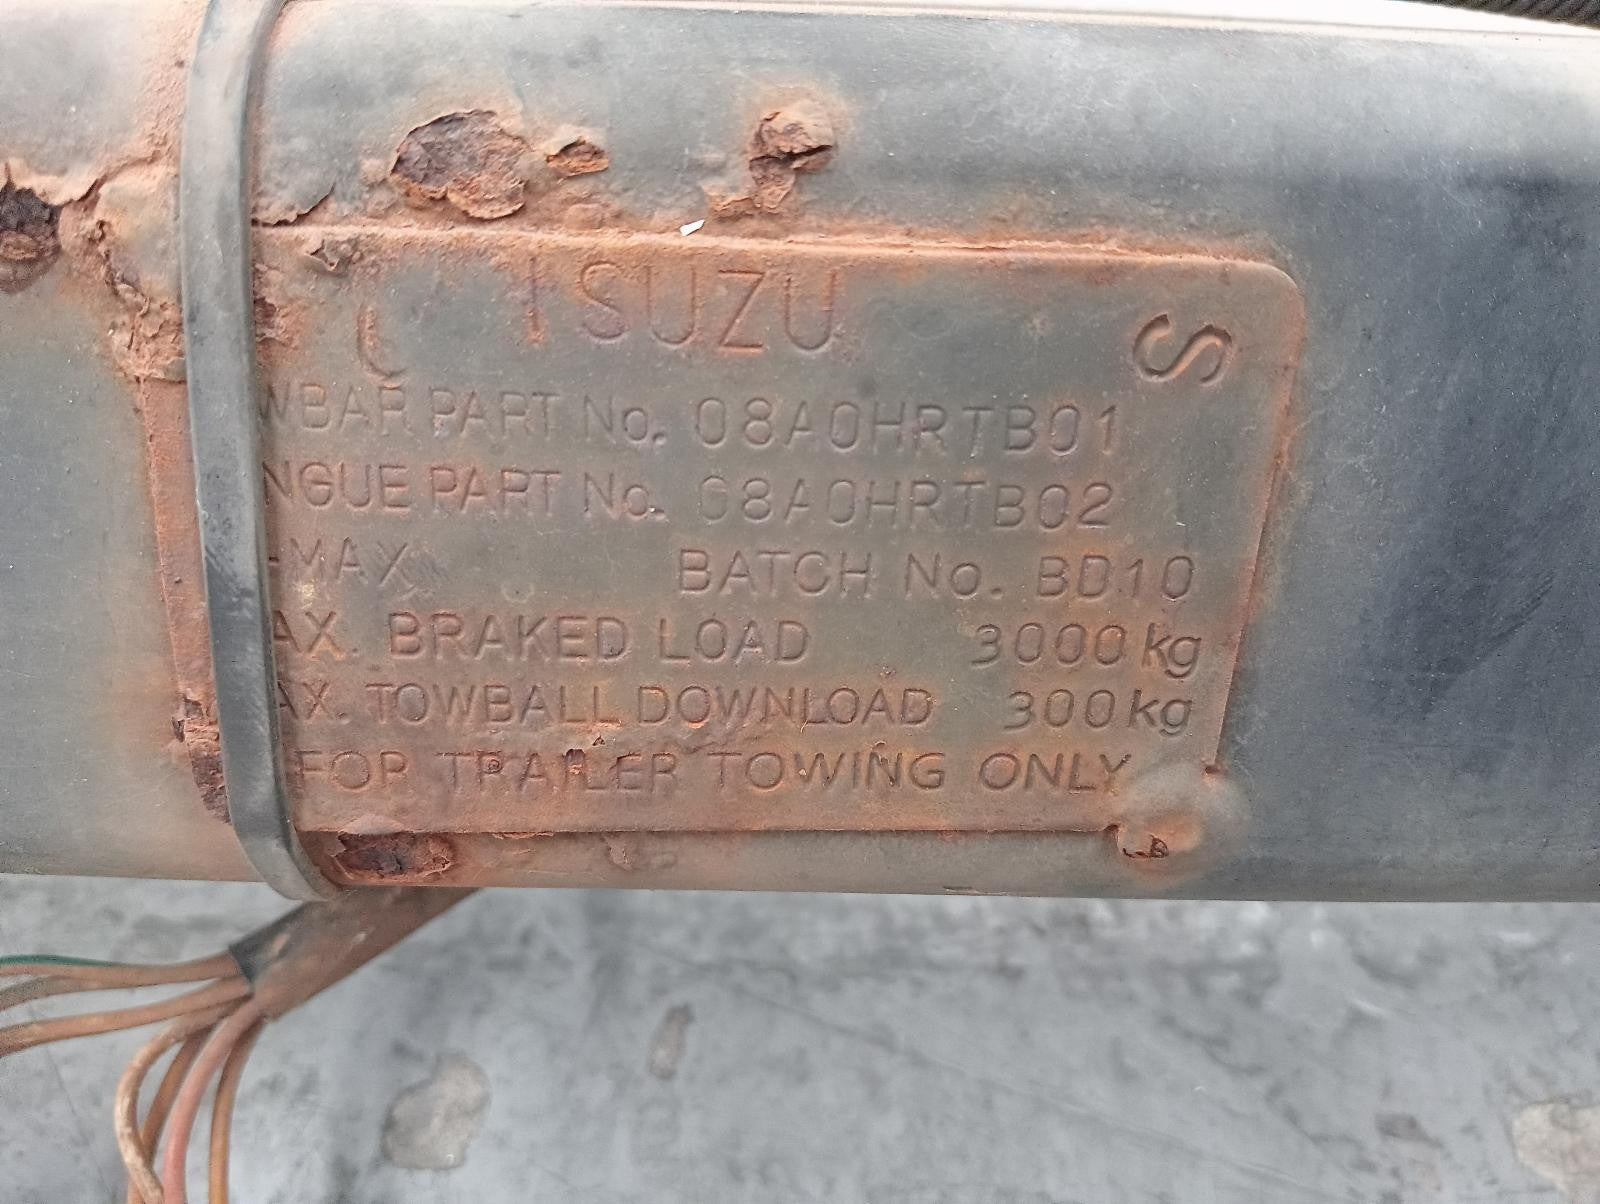 ISUZU S
WBAR PART No. 08A0HRTB01
NGUE PART No. 08A0HRTB02
-MAX BATCH No. BD10
AX. BRAKED LOAD 3000kg
AX. TOWBALL DOWNLOAD 300kg
FOR TRAILER TOWING ONLY